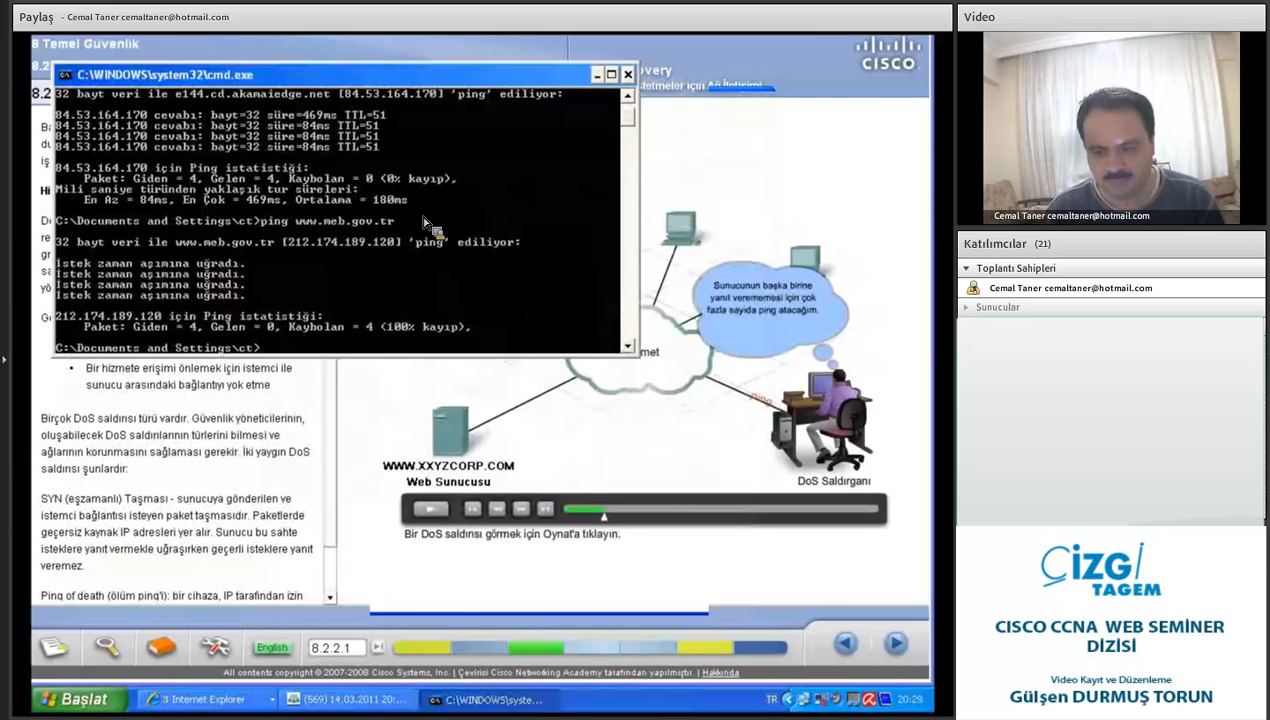 Paylaş - Cemal Taner cemaltaner@hotmail.com
8 Temel Güvenlik
CISCO
8.2
C:\WINDOWS\system32\cmd.exe
32 bayt veri ile e144.cd.akamaiedge.net [84.53.164.170] 'ping' ediliyor:
84.53.164.170 cevabı: bayt=32 süre=469ms TTL=51
84.53.164.170 cevabı: bayt=32 süre=84ms TTL=51
84.53.164.170 cevabı: bayt=32 süre=84ms TTL=51
84.53.164.170 cevabı: bayt=32 süre=84ms TTL=51
84.53.164.170 için Ping istatistiği:
Paket: Giden = 4, Gelen = 4, Kaybolan = 0 (0% kayıp),
Mili saniye türünden yaklaşık tur süreleri:
En Az = 84ms, En Çok = 469ms, Ortalama = 180ms
C:\Documents and Settings\ct>ping www.meb.gov.tr
32 bayt veri ile www.meb.gov.tr [212.174.189.120] 'ping' ediliyor:
İstek zaman aşımına uğradı.
İstek zaman aşımına uğradı.
İstek zaman aşımına uğradı.
İstek zaman aşımına uğradı.
212.174.189.120 için Ping istatistiği:
Paket: Giden = 4, Gelen = 0, Kaybolan = 4 (100% kayıp),
C:\Documents and Settings\ct>
overy
letmeler için Ağ İletişimi
Sunucunun başka birine
yanıt verememesi için çok
fazla sayıda ping atacağım.
met
ping
WWW.XXYZCORP.COM
Web Sunucusu
DoS Saldırganı
Bir DoS saldırısı görmek için Oynat'a tıklayın.
• Bir hizmete erişimi önlemek için istemci ile
sunucu arasındaki bağlantıyı yok etme
Birçok DoS saldırısı türü vardır. Güvenlik yöneticilerinin,
oluşabilecek DoS saldırılarının türlerini bilmesi ve
ağlarının korunmasını sağlaması gerekir. İki yaygın DoS
saldırısı şunlardır:
SYN (eşzamanlı) Taşması - sunucuya gönderilen ve
istemci bağlantısı isteyen paket taşmasıdır. Paketlerde
geçersiz kaynak IP adresleri yer alır. Sunucu bu sahte
isteklere yanıt vermekle uğraşırken geçerli isteklere yanıt
veremez.
Ping of death (ölüm ping'i): bir cihaza, IP tarafından izin
English
8.2.2.1
All contents copyright © 2007-2008 Cisco Systems, Inc. | Çevirisi Cisco Networking Academy tarafından yapılmıştır. | Hakkında
Başlat
3 Internet Explorer
(569) 14.03.2011 20:...
C:\WINDOWS\syste...
TR
20:29
Video
Cemal Taner cemaltaner@hotmail.com
Katılımcılar (21)
Toplantı Sahipleri
Cemal Taner cemaltaner@hotmail.com
Sunucular
ÇİZGİ
TAGEM
CISCO CCNA WEB SEMİNER
DİZİSİ
Video Kayıt ve Düzenleme
Gülşen DURMUŞ TORUN